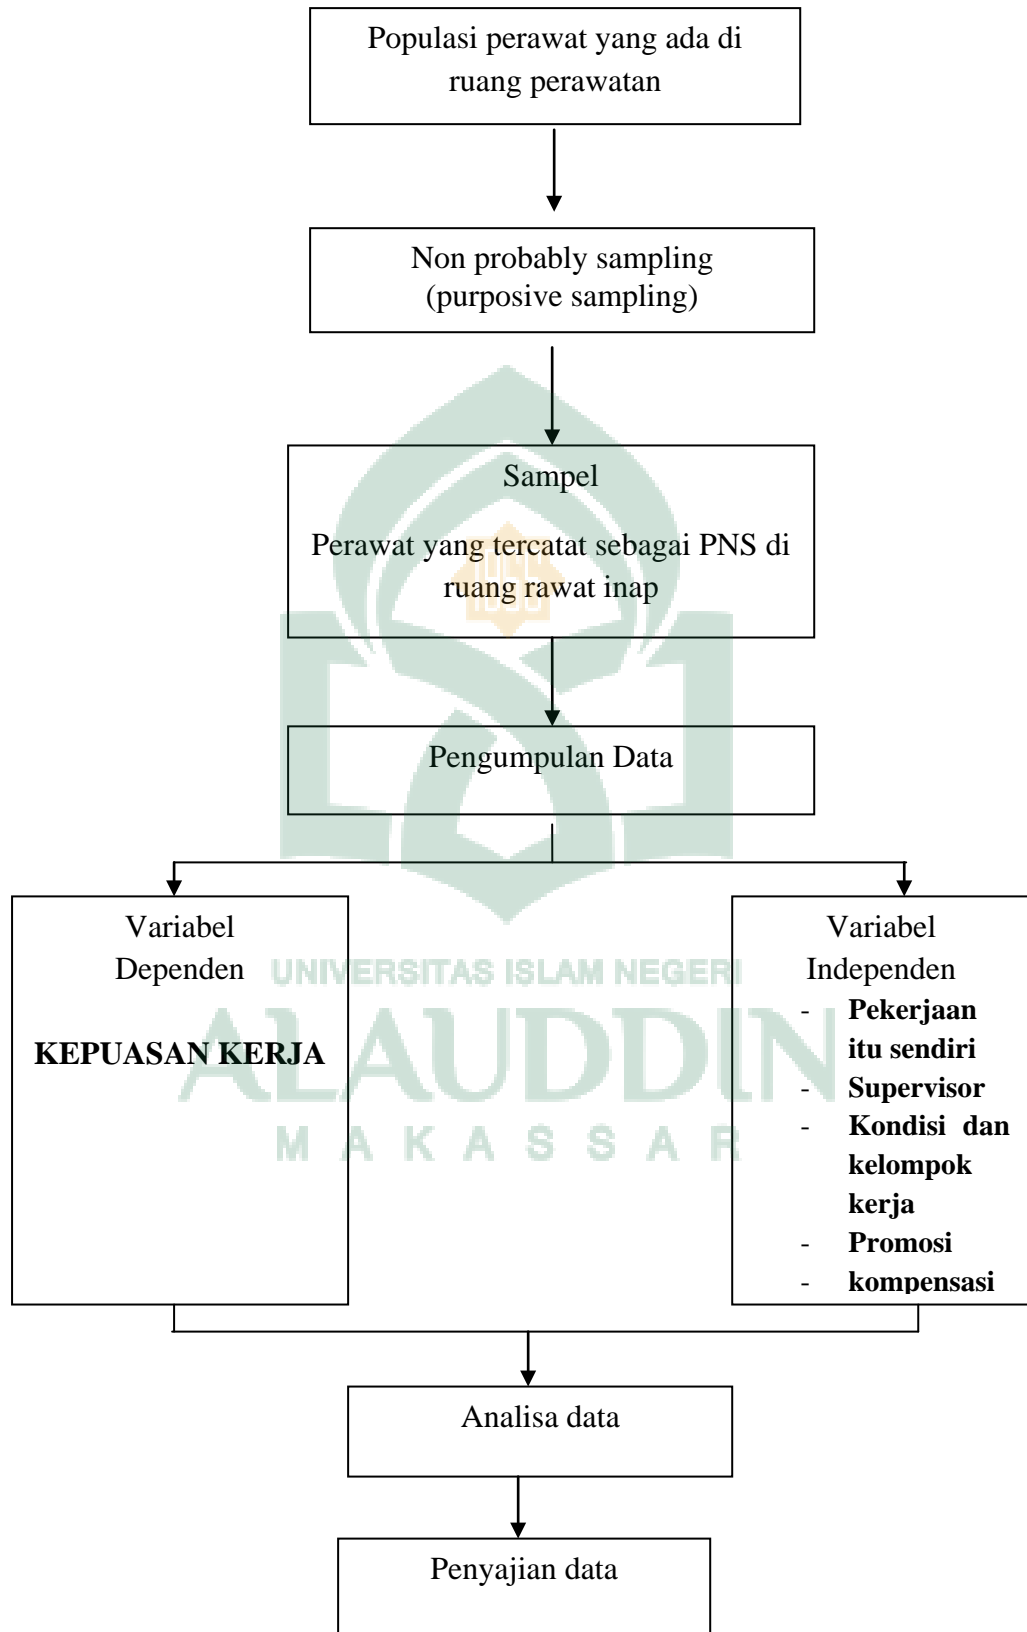 Populasi perawat yang ada di
ruang perawatan
Non probably sampling
(purposive sampling)
Sampel
Perawat yang tercatat sebagai PNS di
ruang rawat inap
1965
Pengumpulan Data
Variabel
Dependen
KEPUASAN KERJA
Variabel
Independen
- Pekerjaan
itu sendiri
- Supervisor
- Kondisi dan
kelompok
kerja
- Promosi
- kompensasi
UNIVERSITAS ISLAM NEGERI
ALAUDDIN
MAKASSAR
Analisa data
Penyajian data